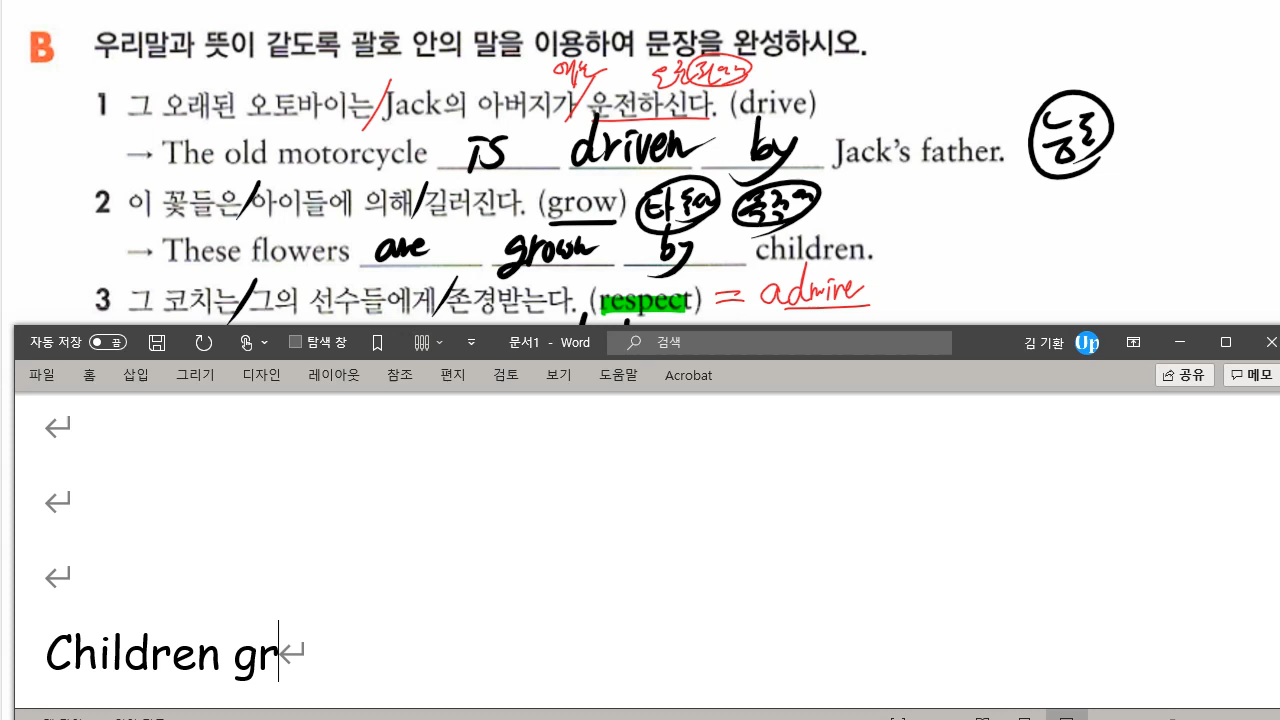 B 우리말과 뜻이 같도록 괄호 안의 말을 이용하여 문장을 완성하시오.
1 그 오래된 오토바이는/Jack의 아버지가/운전하신다. (drive)
→ The old motorcycle is driven by Jack's father. 능동
2 이 꽃들은/아이들에 의해/길러진다. (grow)
→ These flowers are grown by children.
3 그 코치는/그의 선수들에게/존경받는다. (respect) = admire
자동 저장 끔 탐색 창 문서1 - Word 검색 김 기환 Up
파일 홈 삽입 그리기 디자인 레이아웃 참조 편지 검토 보기 도움말 Acrobat 공유 메모
Children gr